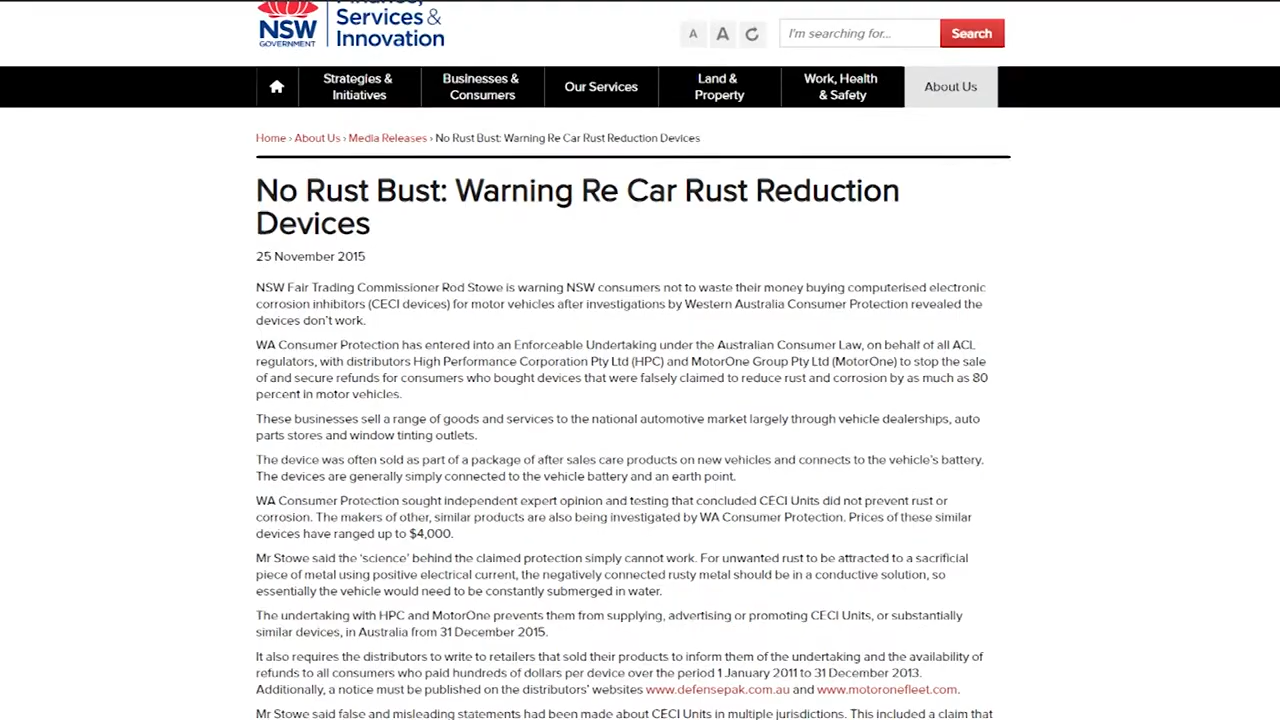 Services &
Innovation
NSW
GOVERNMENT
A
A
I'm searching for...
Search
Strategies &
Initiatives
Businesses &
Consumers
Our Services
Land &
Property
Work, Health
& Safety
About Us
Home › About Us › Media Releases › No Rust Bust: Warning Re Car Rust Reduction Devices
No Rust Bust: Warning Re Car Rust Reduction
Devices
25 November 2015
NSW Fair Trading Commissioner Rod Stowe is warning NSW consumers not to waste their money buying computerised electronic
corrosion inhibitors (CECI devices) for motor vehicles after investigations by Western Australia Consumer Protection revealed the
devices don't work.
WA Consumer Protection has entered into an Enforceable Undertaking under the Australian Consumer Law, on behalf of all ACL
regulators, with distributors High Performance Corporation Pty Ltd (HPC) and MotorOne Group Pty Ltd (MotorOne) to stop the sale
of and secure refunds for consumers who bought devices that were falsely claimed to reduce rust and corrosion by as much as 80
percent in motor vehicles.
These businesses sell a range of goods and services to the national automotive market largely through vehicle dealerships, auto
parts stores and window tinting outlets.
The device was often sold as part of a package of after sales care products on new vehicles and connects to the vehicle's battery.
The devices are generally simply connected to the vehicle battery and an earth point.
WA Consumer Protection sought independent expert opinion and testing that concluded CECI Units did not prevent rust or
corrosion. The makers of other, similar products are also being investigated by WA Consumer Protection. Prices of these similar
devices have ranged up to $4,000.
Mr Stowe said the 'science' behind the claimed protection simply cannot work. For unwanted rust to be attracted to a sacrificial
piece of metal using positive electrical current, the negatively connected rusty metal should be in a conductive solution, so
essentially the vehicle would need to be constantly submerged in water.
The undertaking with HPC and MotorOne prevents them from supplying, advertising or promoting CECI Units, or substantially
similar devices, in Australia from 31 December 2015.
It also requires the distributors to write to retailers that sold their products to inform them of the undertaking and the availability of
refunds to all consumers who paid hundreds of dollars per device over the period 1 January 2011 to 31 December 2013.
Additionally, a notice must be published on the distributors' websites www.defensepak.com.au and www.motoronefleet.com.
Mr Stowe said false and misleading statements had been made about CECI Units in multiple jurisdictions. This included a claim that